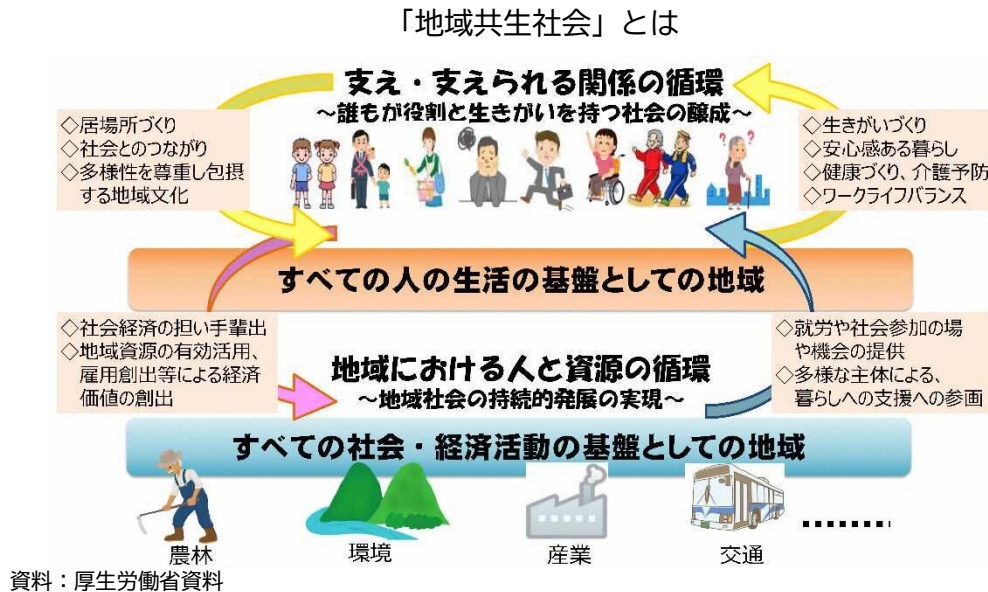 「地域共生社会」とは
支え・支えられる関係の循環
～誰もが役割と生きがいを持つ社会の醸成～
◇居場所づくり
◇社会とのつながり
◇多様性を尊重し包摂
する地域文化
◇生きがいづくり
◇安心感ある暮らし
◇健康づくり、介護予防
◇ワークライフバランス
すべての人の生活の基盤としての地域
◇社会経済の担い手輩出
◇地域資源の有効活用、
雇用創出等による経済
価値の創出
地域における人と資源の循環
～地域社会の持続的発展の実現～
◇就労や社会参加の場
や機会の提供
◇多様な主体による、
暮らしへの支援への参画
すべての社会・経済活動の基盤としての地域
農林
環境
産業
交通
資料：厚生労働省資料